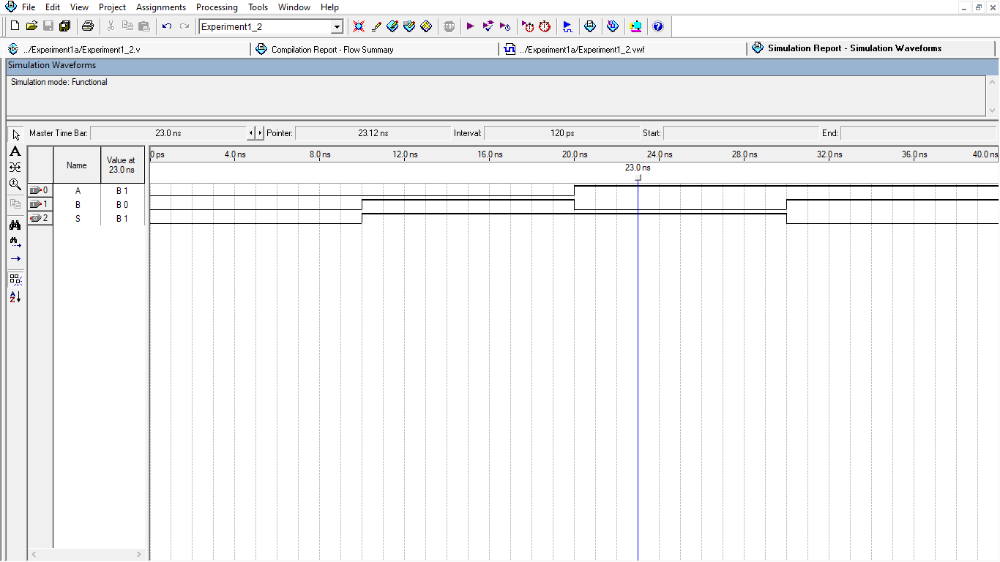 File Edit View Project Assignments Processing Tools Window Help
Experiment1_2 STOP
abc ../Experiment1a/Experiment1_2.v Compilation Report - Flow Summary ../Experiment1a/Experiment1_2.vwf Simulation Report - Simulation Waveforms
Simulation Waveforms
Simulation mode: Functional
Master Time Bar: 23.0 ns Pointer: 23.12 ns Interval: 120 ps Start: End:
A
Name Value at 23.0 ns
0 ps 4.0 ns 8.0 ns 12.0 ns 16.0 ns 20.0 ns 24.0 ns 28.0 ns 32.0 ns 36.0 ns 40.0 ns
23.0 ns
0 A B 1
1 B B 0
2 S B 1
A
Z